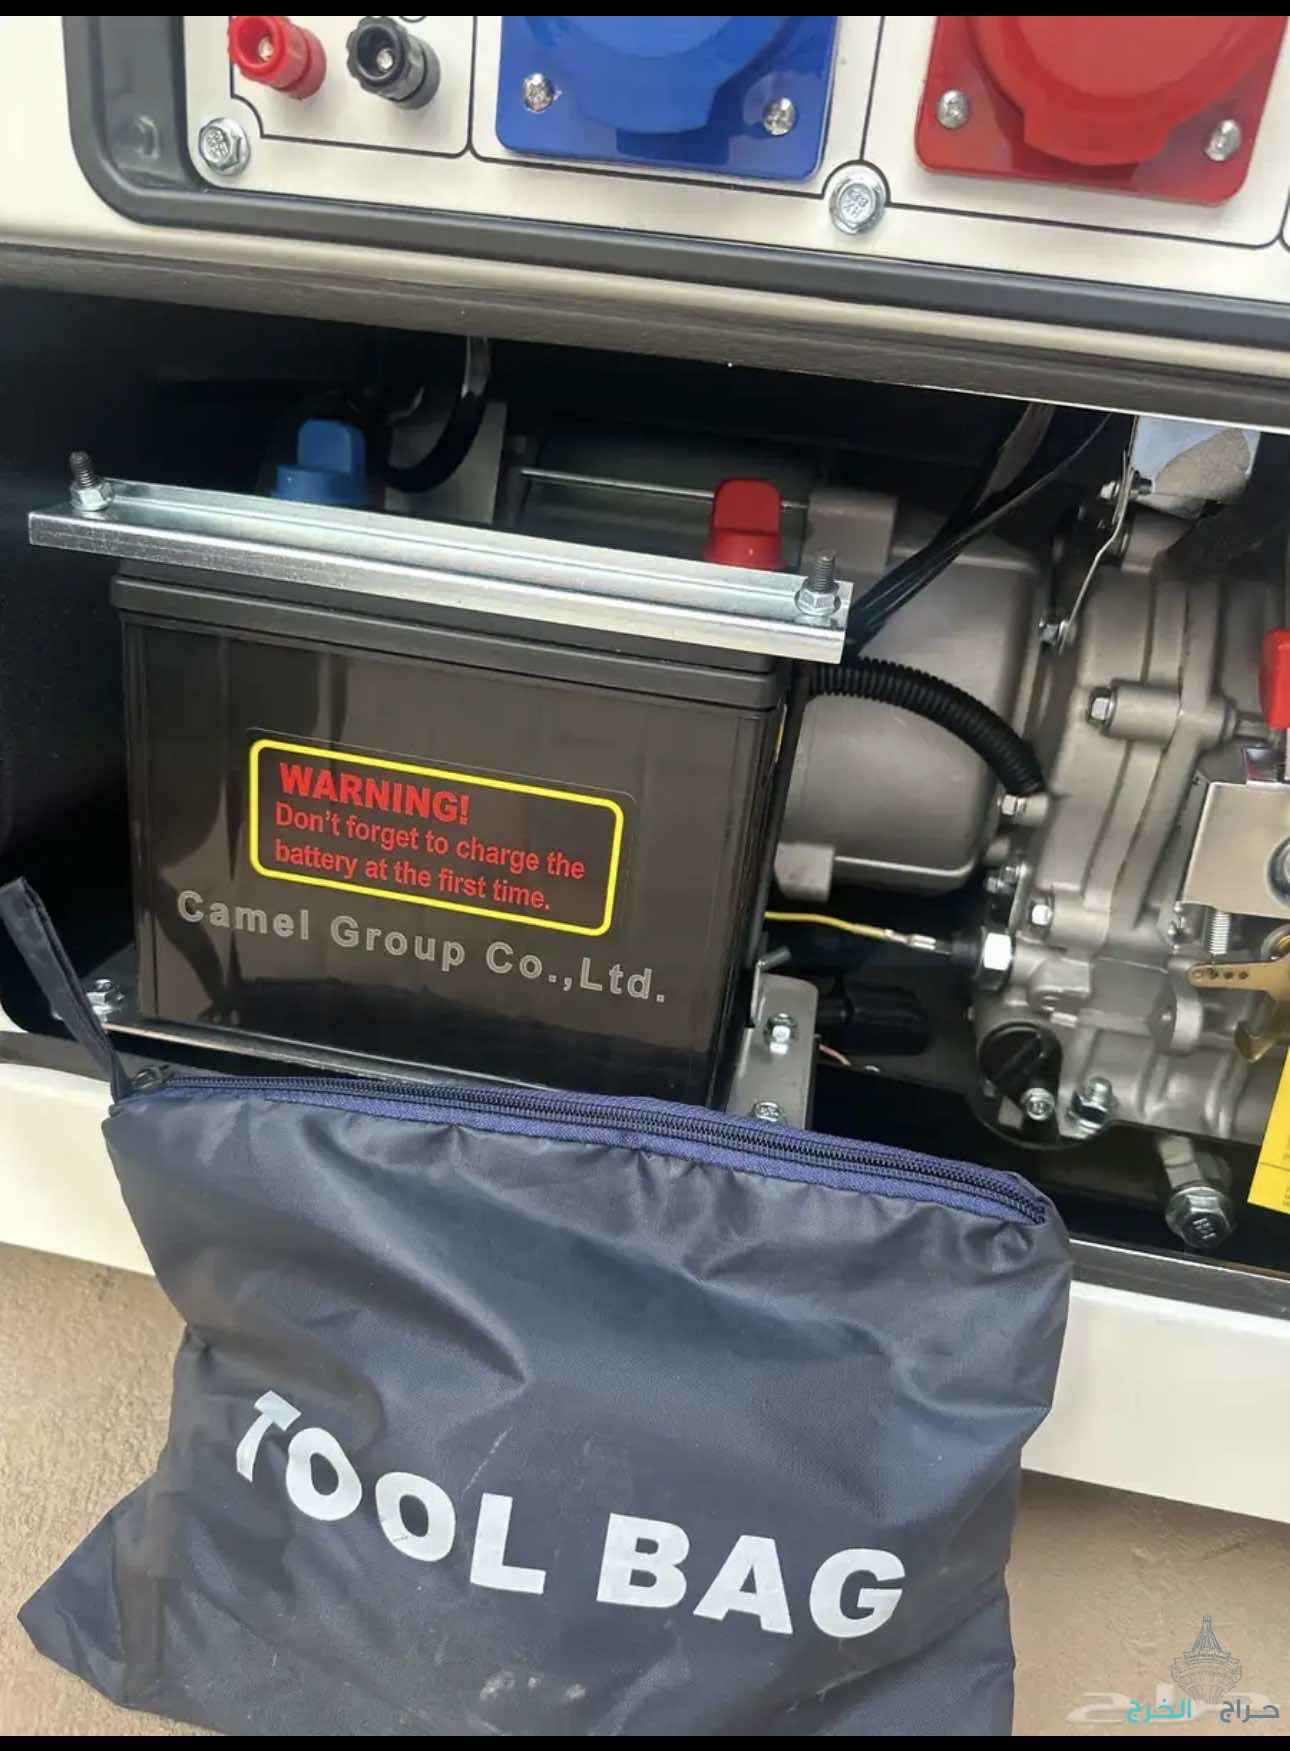 WARNING!
Don't forget to charge the
battery at the first time.
Camel Group Co.,Ltd.
TOOL BAG
حراج الخرج